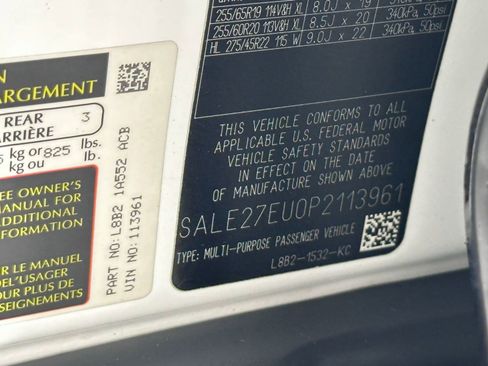 255/65R19 114V&H XL 8.0J x 19
255/60R20 113V&H XL 8.5J x 20 340kPa, 50psi
HL 275/45R22 115 W 9.0J x 22 340kPa, 50psi
THIS VEHICLE CONFORMS TO ALL
APPLICABLE U.S. FEDERAL MOTOR
VEHICLE SAFETY STANDARDS
IN EFFECT ON THE DATE
OF MANUFACTURE SHOWN ABOVE
SALE27EU0P2113961
TYPE: MULTI-PURPOSE PASSENGER VEHICLE
L8B2-1532-KC
ARGEMENT
REAR 3
ARRIÈRE
kg or 825 lbs.
kg ou lb.
EE OWNER'S
MANUAL FOR
ADDITIONAL
FORMATION
R LE MANUEL
DE L'USAGER
OUR PLUS DE
SEIGNEMENTS
PART NO: L8B2 1A552 ACB
VIN NO: 113961